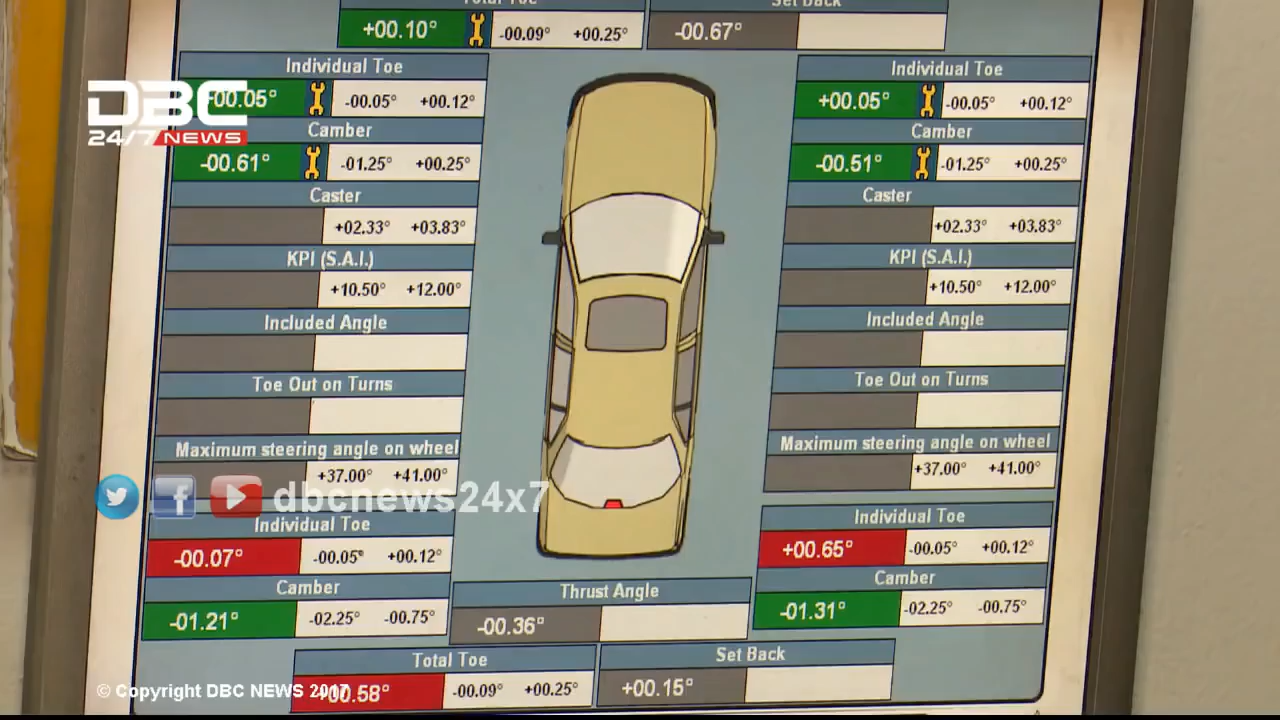 Total Toe Set Back
+00.10° -00.09° +00.25° -00.67°
Individual Toe Individual Toe
+00.05° -00.05° +00.12° +00.05° -00.05° +00.12°
DBC
24/7 NEWS
Camber Camber
-00.61° -01.25° +00.25° -00.51° -01.25° +00.25°
Caster Caster
+02.33° +03.83° +02.33° +03.83°
KPI (S.A.I.) KPI (S.A.I.)
+10.50° +12.00° +10.50° +12.00°
Included Angle Included Angle
Toe Out on Turns Toe Out on Turns
Maximum steering angle on wheel Maximum steering angle on wheel
+37.00° +41.00° +37.00° +41.00°
dbcnews24x7
Individual Toe Individual Toe
-00.07° -00.05° +00.12° +00.65° -00.05° +00.12°
Camber Thrust Angle Camber
-01.21° -02.25° -00.75° -00.36° -01.31° -02.25° -00.75°
Total Toe Set Back
+00.58° -00.09° +00.25° +00.15°
© Copyright DBC NEWS 2017